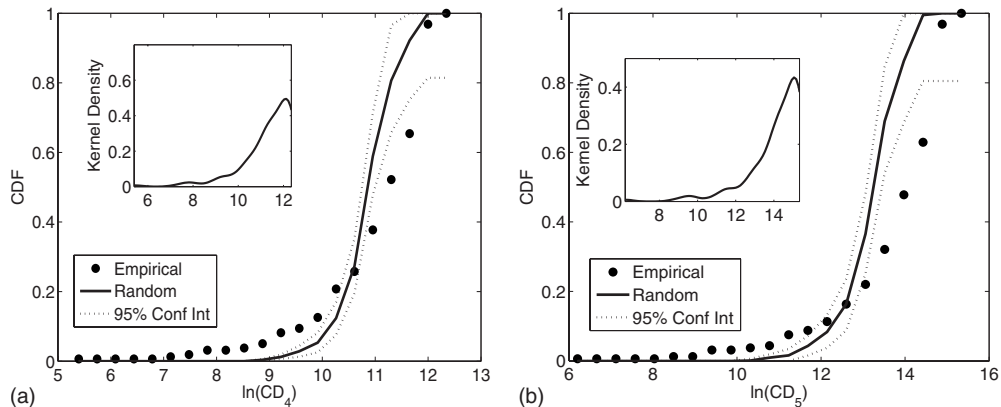 1
0.8
0.6
0.4
0.2
0
CDF
5 6 7 8 9 10 11 12 13
ln(CD4)
(a)
Kernel Density
0.6
0.4
0.2
0
6 8 10 12
Empirical
Random
95% Conf Int
1
0.8
0.6
0.4
0.2
0
CDF
6 8 10 12 14 16
ln(CD5)
(b)
Kernel Density
0.4
0.2
0
8 10 12 14
Empirical
Random
95% Conf Int